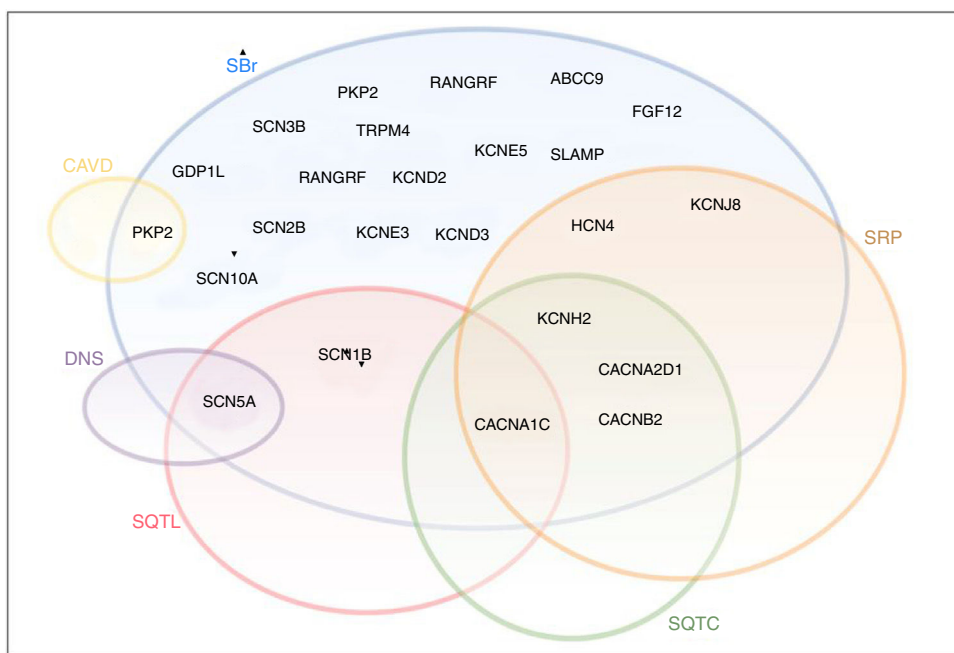 SBr
PKP2
RANGRF
ABCC9
FGF12
SCN3B
TRPM4
KCNE5
SLAMP
CAVD
GDP1L
RANGRF
KCND2
KCNJ8
PKP2
SCN2B
KCNE3
KCND3
HCN4
SRP
SCN10A
KCNH2
DNS
SCN1B
CACNA2D1
SCN5A
CACNA1C
CACNB2
SQTL
SQTC